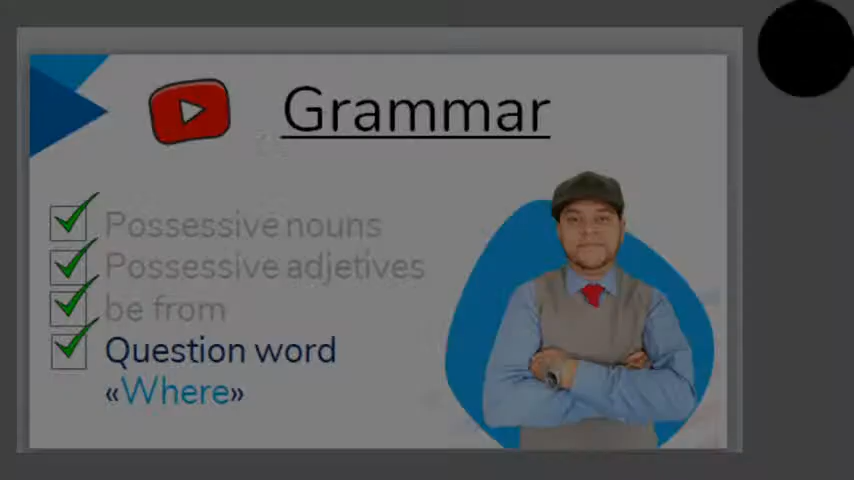 Grammar
Possessive nouns
Possessive adjetives
be from
Question word
«Where»